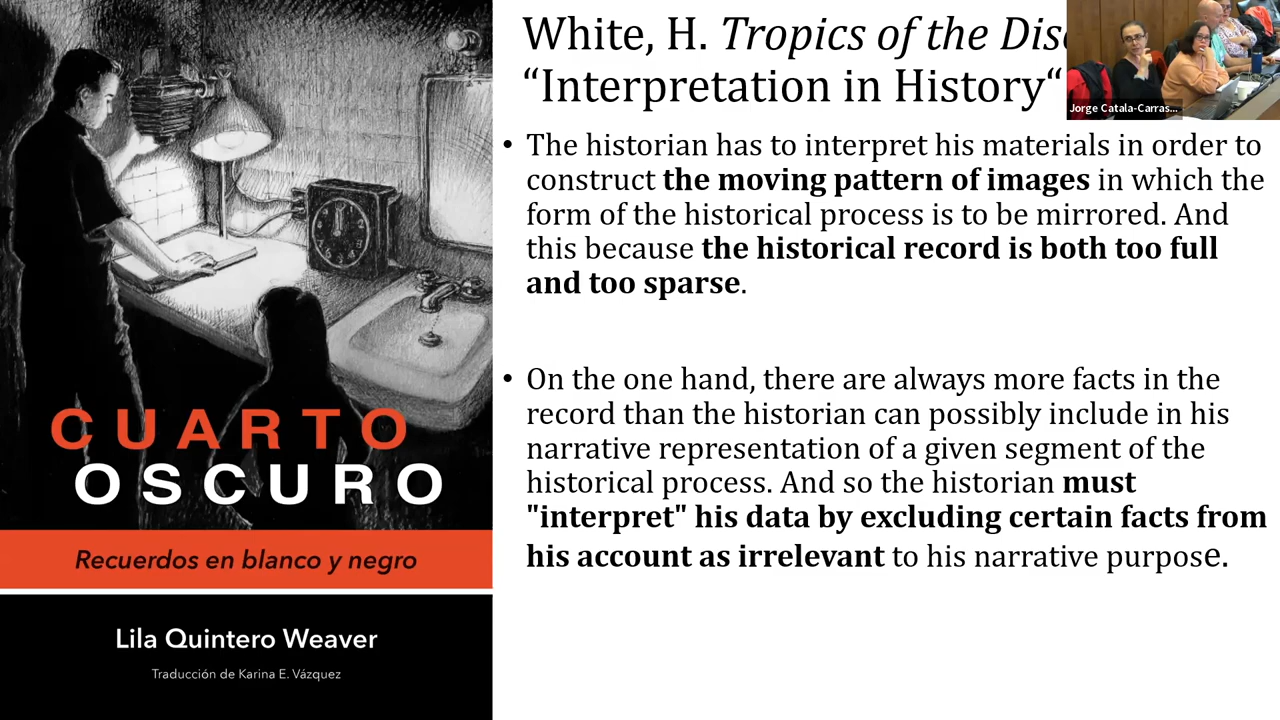 CUARTO
OSCURO
Recuerdos en blanco y negro
Lila Quintero Weaver
Traducción de Karina E. Vázquez
White, H. Tropics of the
“Interpretation in History“
Jorge Catala-Carras...
• The historian has to interpret his materials in order to
construct the moving pattern of images in which the
form of the historical process is to be mirrored. And
this because the historical record is both too full
and too sparse.
• On the one hand, there are always more facts in the
record than the historian can possibly include in his
narrative representation of a given segment of the
historical process. And so the historian must
"interpret" his data by excluding certain facts from
his account as irrelevant to his narrative purpose.